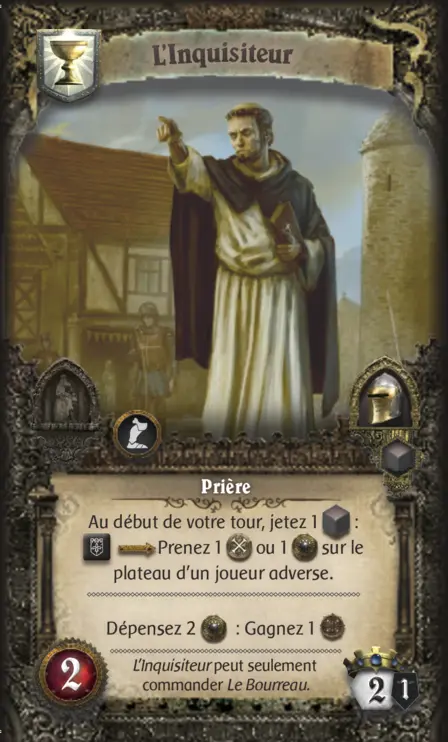 L'Inquisiteur
Prière
Au début de votre tour, jetez 1 :
Prenez 1 ou 1 sur le
plateau d'un joueur adverse.
Dépensez 2 : Gagnez 1
L'Inquisiteur peut seulement
commander Le Bourreau.
2
2 1